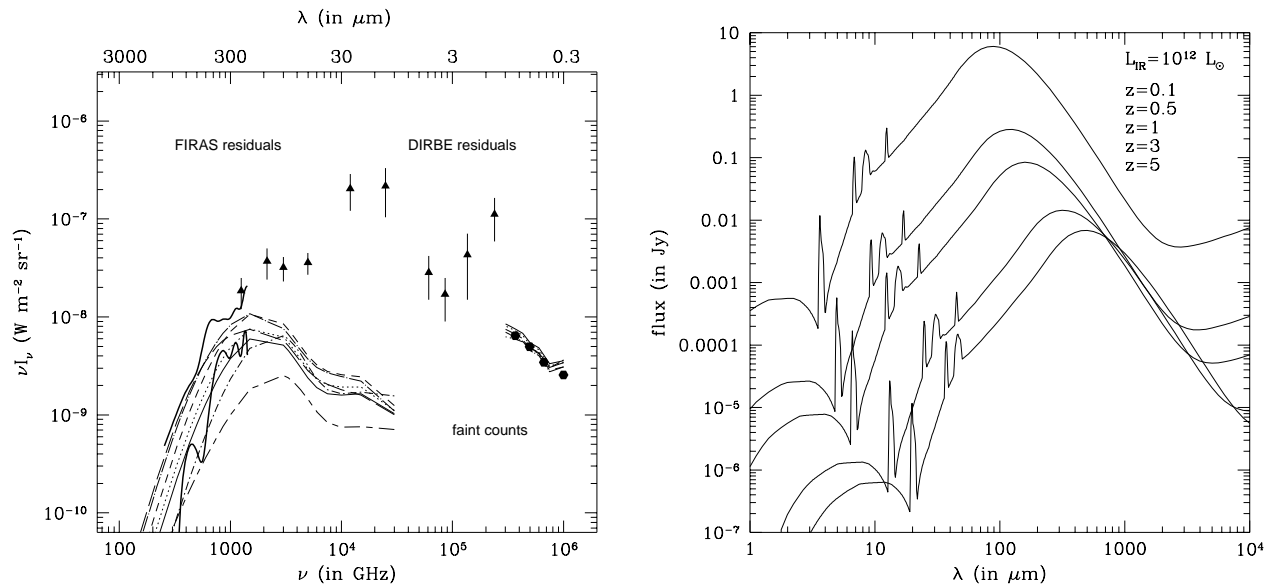 λ (in μm)
3000 300 30 3 0.3
10⁻⁶
10⁻⁷
10⁻⁸
10⁻⁹
10⁻¹⁰
νIν (W m⁻² sr⁻¹)
FIRAS residuals
DIRBE residuals
faint counts
100 1000 10⁴ 10⁵ 10⁶
ν (in GHz)
10
1
0.1
0.01
0.001
0.0001
10⁻⁵
10⁻⁶
10⁻⁷
flux (in Jy)
L_IR=10¹² L_⊙
z=0.1
z=0.5
z=1
z=3
z=5
1 10 100 1000 10⁴
λ (in μm)